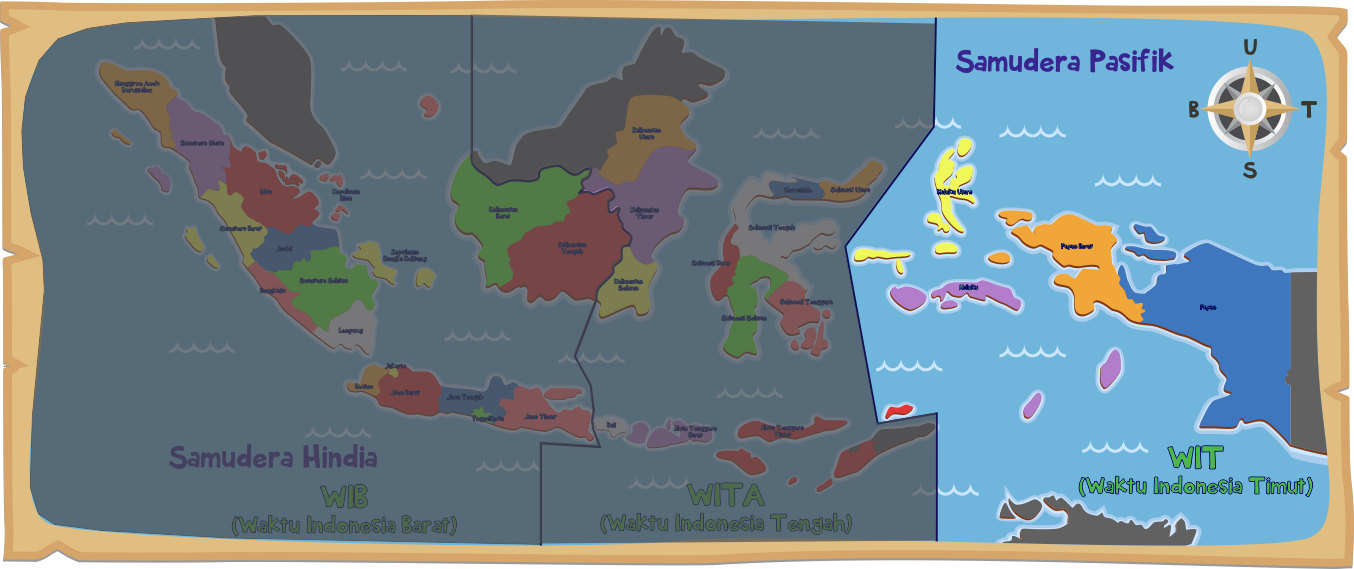 Samudera Pasifik
U
B
T
S
Nanggroe Aceh
Darussalam
Sumatera Utara
Riau
Kepulauan
Riau
Sumatera Barat
Jambi
Kepulauan
Bangka Belitung
Bengkulu
Sumatera Selatan
Lampung
Jakarta
Banten
Jawa Barat
Jawa Tengah
Yogyakarta
Jawa Timur
Kalimantan
Utara
Kalimantan
Barat
Kalimantan
Timur
Kalimantan
Tengah
Kalimantan
Selatan
Gorontalo
Sulawesi Utara
Sulawesi Tengah
Sulawesi Barat
Sulawesi Tenggara
Sulawesi Selatan
Bali
Nusa Tenggara
Barat
Nusa Tenggara
Timur
Maluku Utara
Maluku
Papua Barat
Papua
Samudera Hindia
WIB
(Waktu Indonesia Barat)
WITA
(Waktu Indonesia Tengah)
WIT
(Waktu Indonesia Timut)